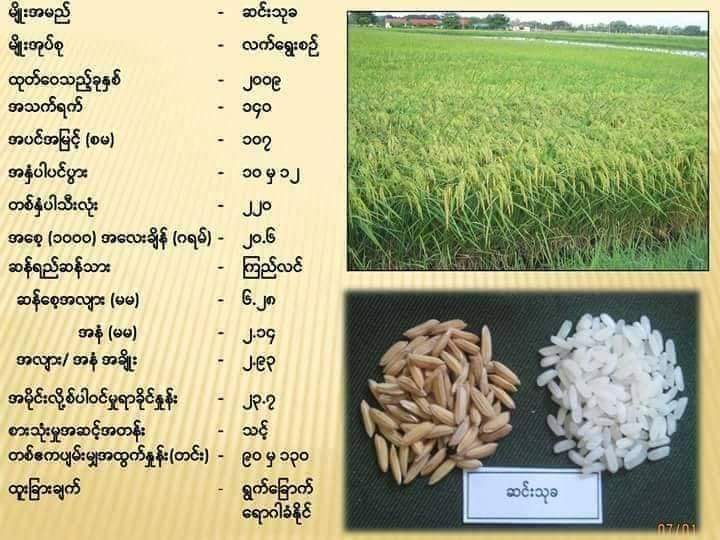 မျိုးအမည် - ဆင်းသုခ
မျိုးအုပ်စု - လက်ရွေးစဉ်
ထုတ်ဝေသည့်ခုနှစ် - ၂၀၀၉
အသက်ရက် - ၁၄၀
အပင်အမြင့် (စမ) - ၁၀၇
အနှံပါပင်ပွား - ၁၀ မှ ၁၂
တစ်နှံပါသီးလုံး - ၂၂၀
အစေ့ (၁၀၀၀) အလေးချိန် (ဂရမ်) - ၂၀.၆
ဆန်ရည်ဆန်သား - ကြည်လင်
ဆန်စေ့အလျား (မမ) - ၆.၂၈
အနံ (မမ) - ၂.၁၄
အလျား/ အနံ အချိုး - ၂.၉၃
အမိုင်းလို့စ်ပါဝင်မှုရာခိုင်နှုန်း - ၂၃.၇
စားသုံးမှုအဆင့်အတန်း - သင့်
တစ်ဧကပျမ်းမျှအထွက်နှုန်း(တင်း) - ၉၀ မှ ၁၃၀
ထူးခြားချက် - ရွက်ခြောက်
ရောဂါခံနိုင်
ဆင်းသုခ
07/01